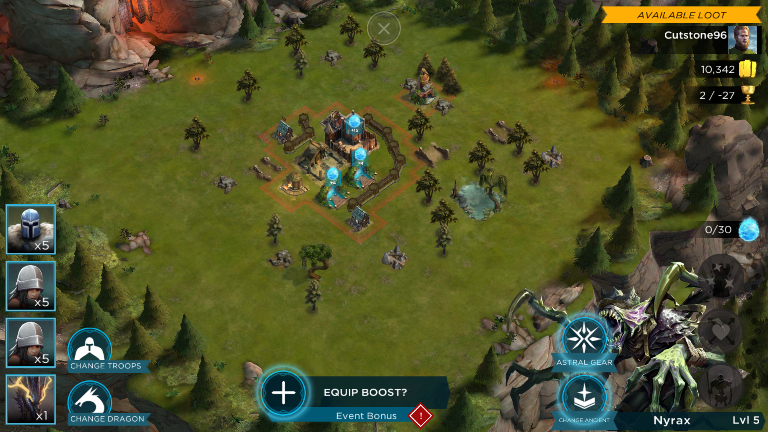 AVAILABLE LOOT
Cutstone96
10,342
2 / -27
0/30
x5
x5
x5
x1
CHANGE TROOPS
CHANGE DRAGON
EQUIP BOOST?
Event Bonus
ASTRAL GEAR
CHANGE ANCIENT
Nyrax
Lvl 5